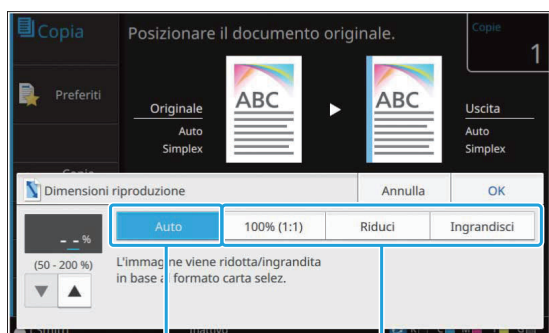 Copia
Posizionare il documento originale.
Copie
1
Preferiti
ABC
ABC
Originale
Auto
Simplex
Uscita
Auto
Simplex
Copie
Dimensioni riproduzione
Annulla
OK
- - %
Auto
100% (1:1)
Riduci
Ingrandisci
(50 - 200 %)
L'immagine viene ridotta/ingrandita
in base al formato carta selez.